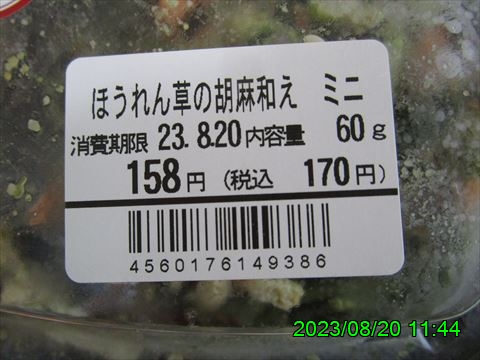 ほうれん草の胡麻和え ミニ
消費期限 23.8.20 内容量 60g
158円 (税込 170円)
4560176149386
2023/08/20 11:44